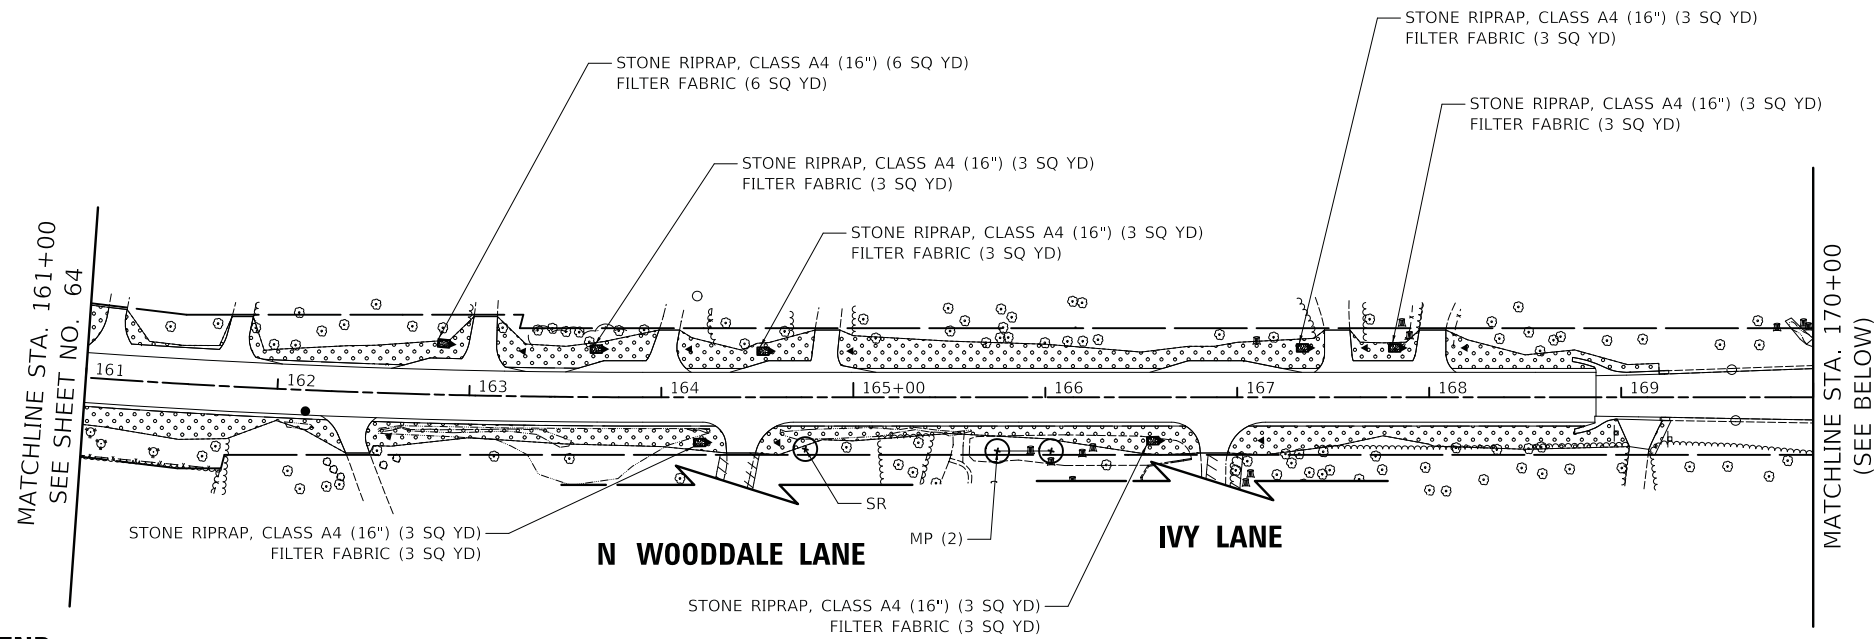 STONE RIPRAP, CLASS A4 (16") (3 SQ YD)
FILTER FABRIC (3 SQ YD)
STONE RIPRAP, CLASS A4 (16") (6 SQ YD)
FILTER FABRIC (6 SQ YD)
STONE RIPRAP, CLASS A4 (16") (3 SQ YD)
FILTER FABRIC (3 SQ YD)
STONE RIPRAP, CLASS A4 (16") (3 SQ YD)
FILTER FABRIC (3 SQ YD)
STONE RIPRAP, CLASS A4 (16") (3 SQ YD)
FILTER FABRIC (3 SQ YD)
MATCHLINE STA. 161+00
SEE SHEET NO. 64
161
162
163
164
165+00
166
167
168
169
MATCHLINE STA. 170+00
(SEE BELOW)
SR
STONE RIPRAP, CLASS A4 (16") (3 SQ YD)
FILTER FABRIC (3 SQ YD)
N WOODDALE LANE
MP (2)
IVY LANE
STONE RIPRAP, CLASS A4 (16") (3 SQ YD)
FILTER FABRIC (3 SQ YD)